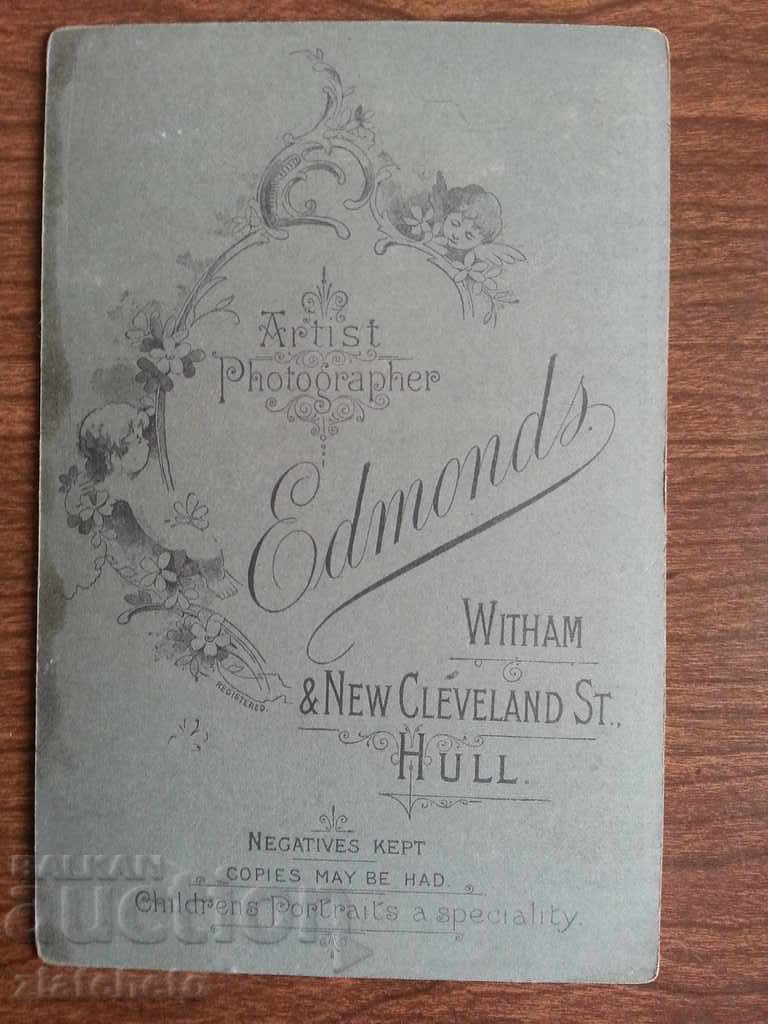 Artist
Photographer
Edmonds.
WITHAM
& NEW CLEVELAND ST.,
HULL.
REGISTERED.
NEGATIVES KEPT
COPIES MAY BE HAD.
Childrens Portraits a speciality.
BALKAN
auction
zlatcheto